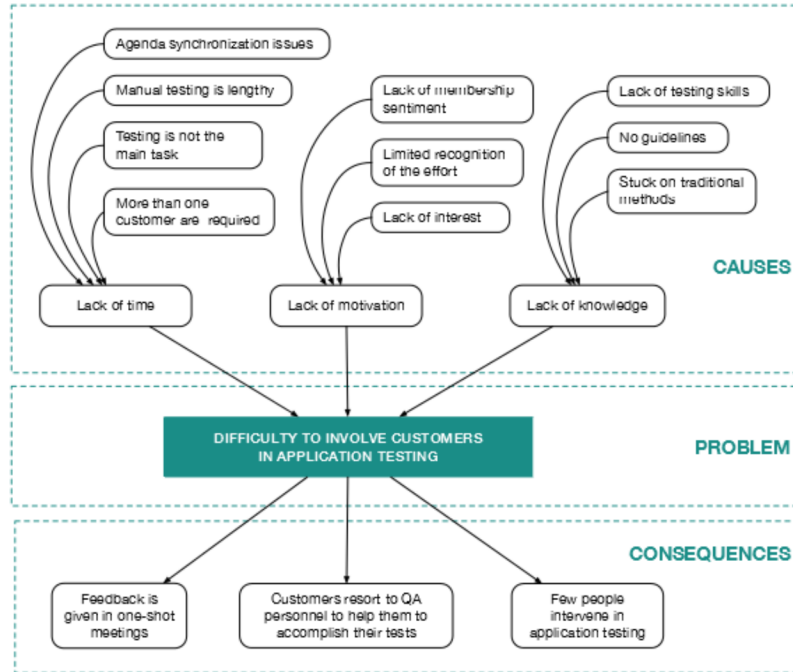 Agenda synchronization issues
Manual testing is lengthy
Testing is not the
main task
More than one
customer are required
Lack of membership
sentiment
Limited recognition
of the effort
Lack of interest
Lack of testing skills
No guidelines
Stuck on traditional
methods
CAUSES
Lack of time
Lack of motivation
Lack of knowledge
DIFFICULTY TO INVOLVE CUSTOMERS
IN APPLICATION TESTING
PROBLEM
CONSEQUENCES
Feedback is
given in one-shot
meetings
Customers resort to QA
personnel to help them to
accomplish their tests
Few people
intervene in
application testing